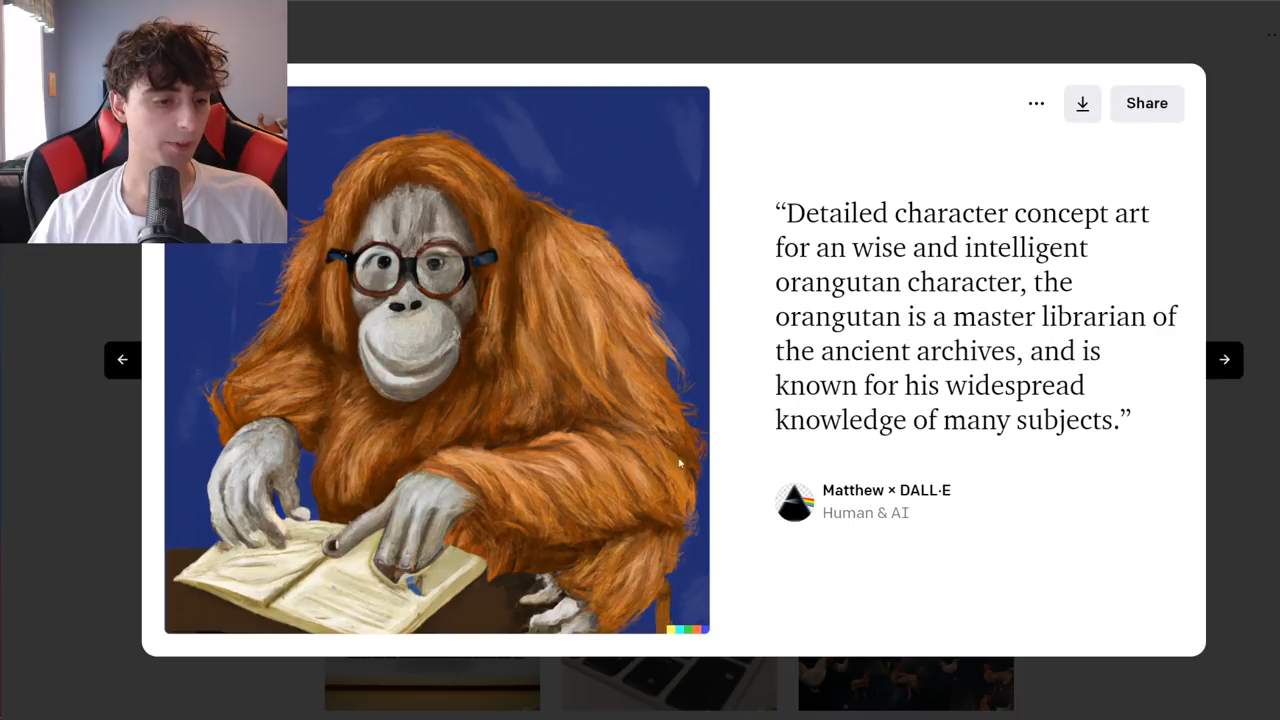 Share
“Detailed character concept art
for an wise and intelligent
orangutan character, the
orangutan is a master librarian of
the ancient archives, and is
known for his widespread
knowledge of many subjects.”
Matthew × DALL·E
Human & AI